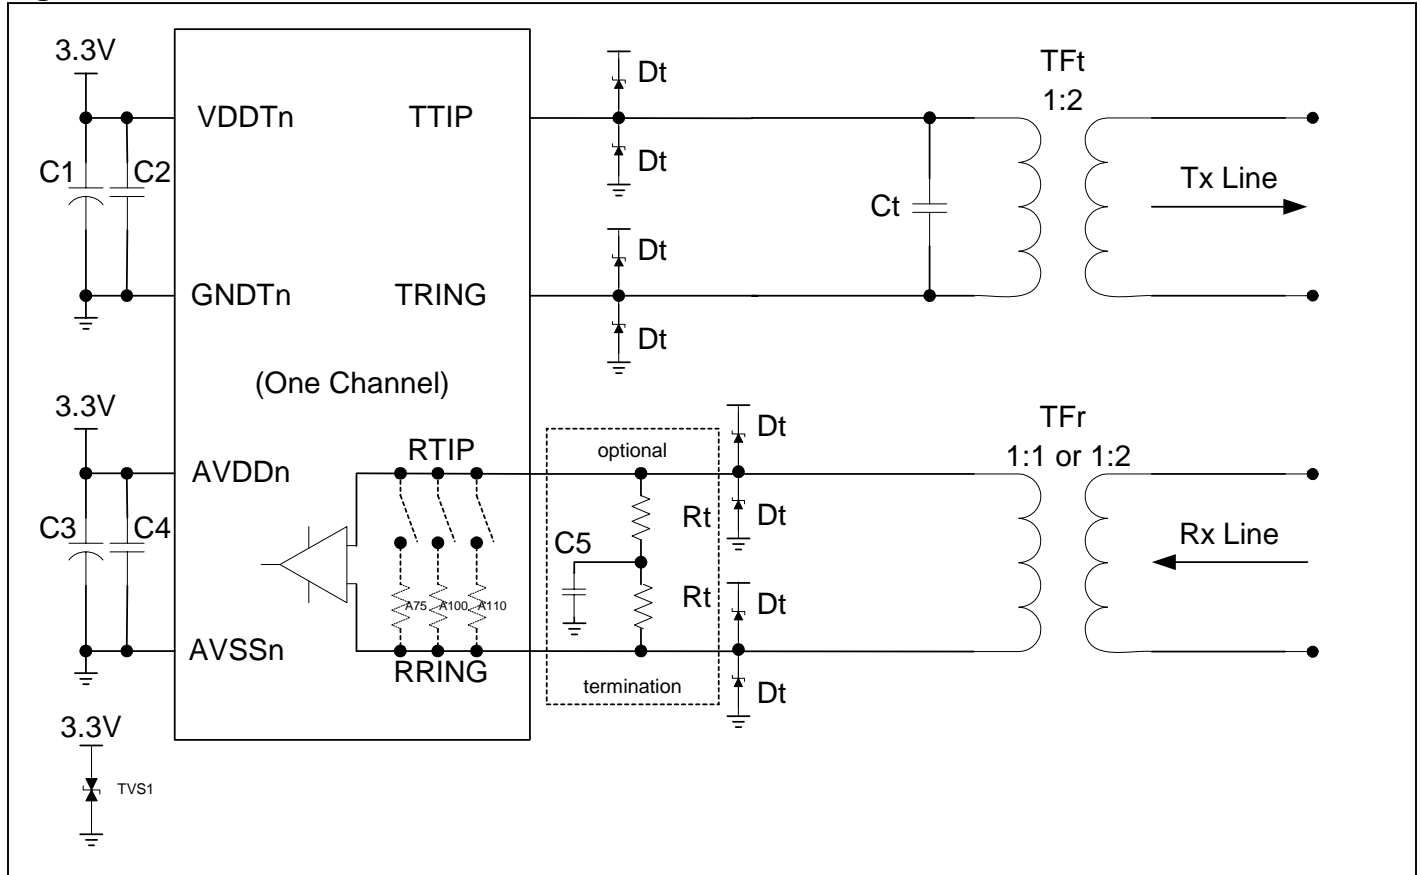 3.3V
VDDTn
TTIP
Dt
TFt
1:2
C1
C2
Dt
Tx Line
Ct
Dt
GNDTn
TRING
Dt
(One Channel)
3.3V
AVDDn
RTIP
optional
Dt
TFr
1:1 or 1:2
C3
C4
Rt
Dt
C5
Rx Line
A75
A100
A110
Rt
Dt
AVSSn
RRING
termination
Dt
3.3V
TVS1